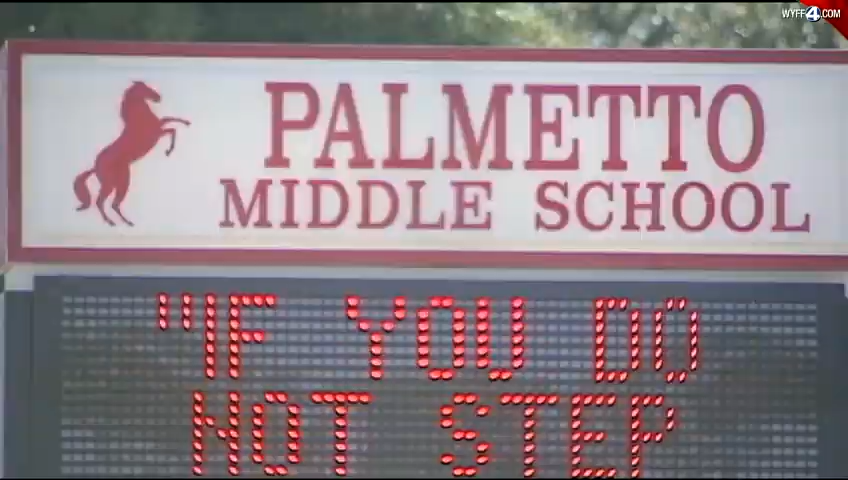 WYFF4.COM
PALMETTO
MIDDLE SCHOOL
"IF YOU DO
NOT STEP